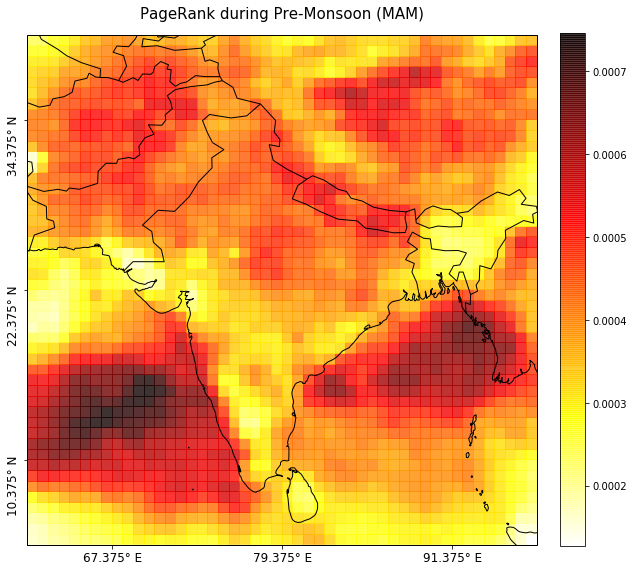 PageRank during Pre-Monsoon (MAM)
0.0007
0.0006
0.0005
0.0004
0.0003
0.0002
34.375° N
22.375° N
10.375° N
67.375° E
79.375° E
91.375° E